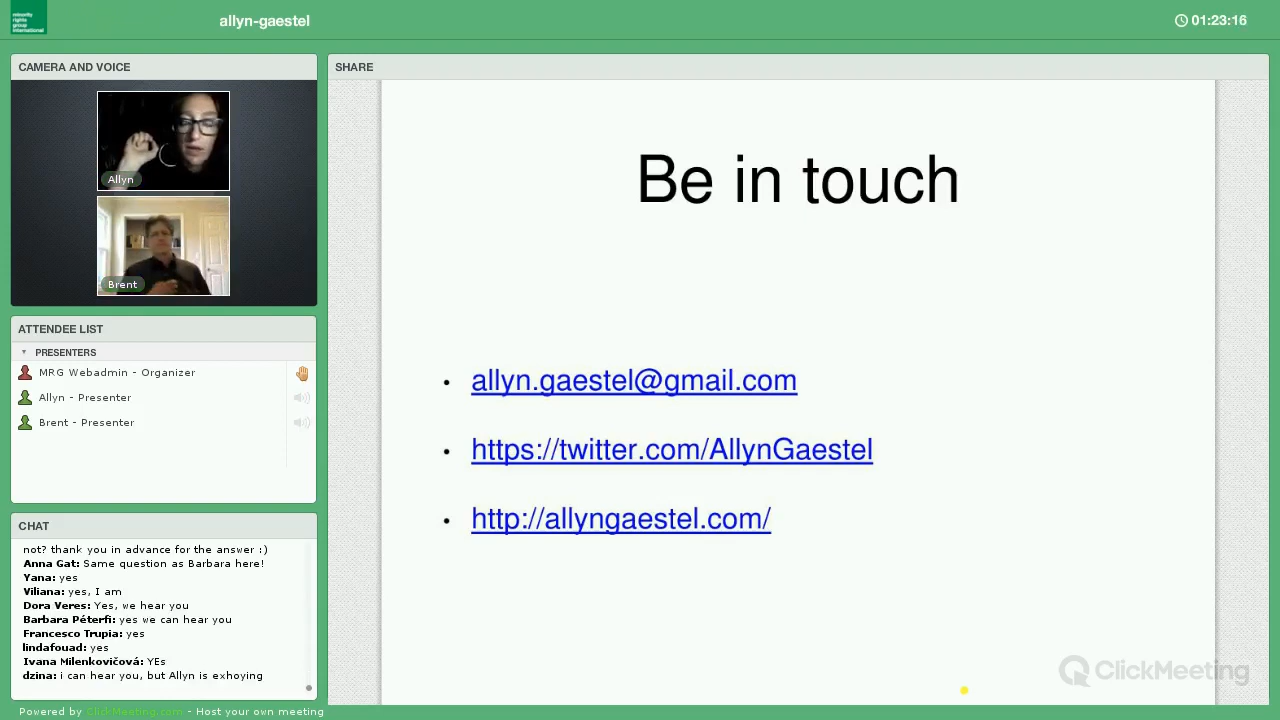 minority
rights
group
international
allyn-gaestel
01:23:16
CAMERA AND VOICE
SHARE
Allyn
Brent
Be in touch
• allyn.gaestel@gmail.com
• https://twitter.com/AllynGaestel
• http://allyngaestel.com/
ATTENDEE LIST
PRESENTERS
MRG Webadmin - Organizer
Allyn - Presenter
Brent - Presenter
CHAT
not? thank you in advance for the answer :)
Anna Gat: Same question as Barbara here!
Yana: yes
Viliana: yes, I am
Dora Veres: Yes, we hear you
Barbara Péterfi: yes we can hear you
Francesco Trupia: yes
lindafouad: yes
Ivana Milenkovičová: YEs
dzina: i can hear you, but Allyn is exhoying
ClickMeeting
Powered by ClickMeeting.com - Host your own meeting